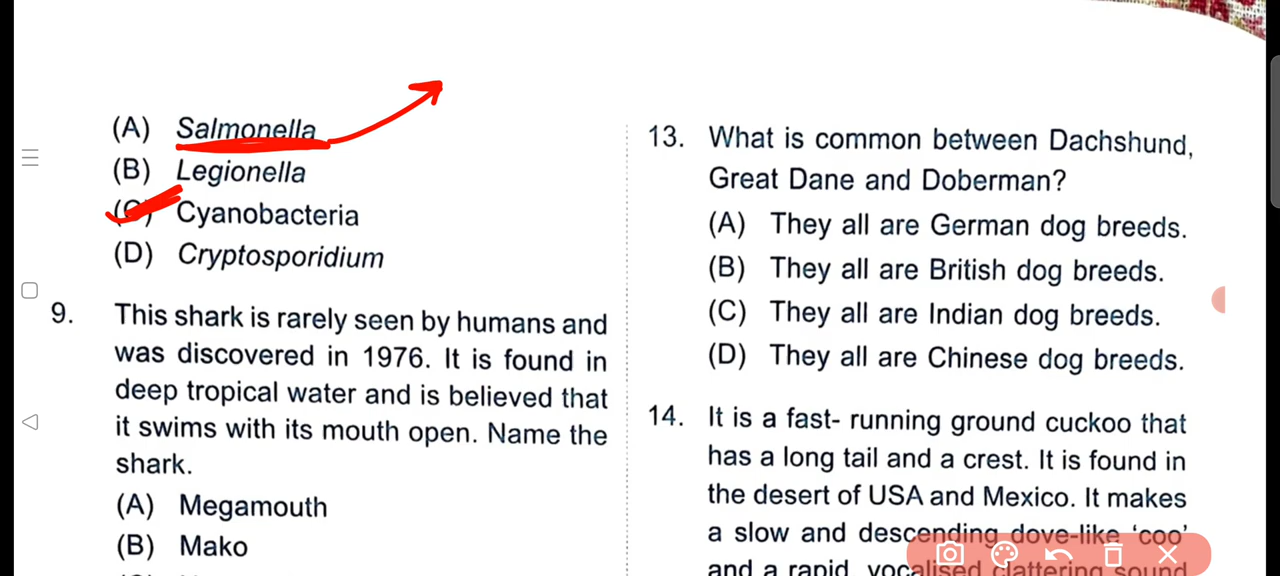 (A) Salmonella
(B) Legionella
(C) Cyanobacteria
(D) Cryptosporidium
9. This shark is rarely seen by humans and
was discovered in 1976. It is found in
deep tropical water and is believed that
it swims with its mouth open. Name the
shark.
(A) Megamouth
(B) Mako
13. What is common between Dachshund,
Great Dane and Doberman?
(A) They all are German dog breeds.
(B) They all are British dog breeds.
(C) They all are Indian dog breeds.
(D) They all are Chinese dog breeds.
14. It is a fast- running ground cuckoo that
has a long tail and a crest. It is found in
the desert of USA and Mexico. It makes
a slow and descending dove-like ‘coo’
and a rapid, vocalised clattering sound